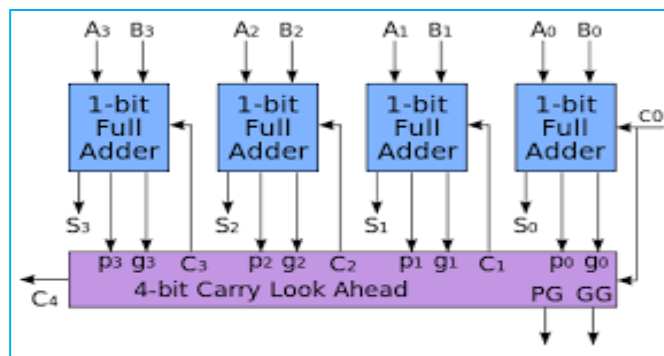 A₃ B₃ A₂ B₂ A₁ B₁ A₀ B₀
1-bit Full Adder
1-bit Full Adder
1-bit Full Adder
1-bit Full Adder
C0
S₃ S₂ S₁ S₀
p₃ g₃ C₃ p₂ g₂ C₂ p₁ g₁ C₁ p₀ g₀
C₄ 4-bit Carry Look Ahead PG GG